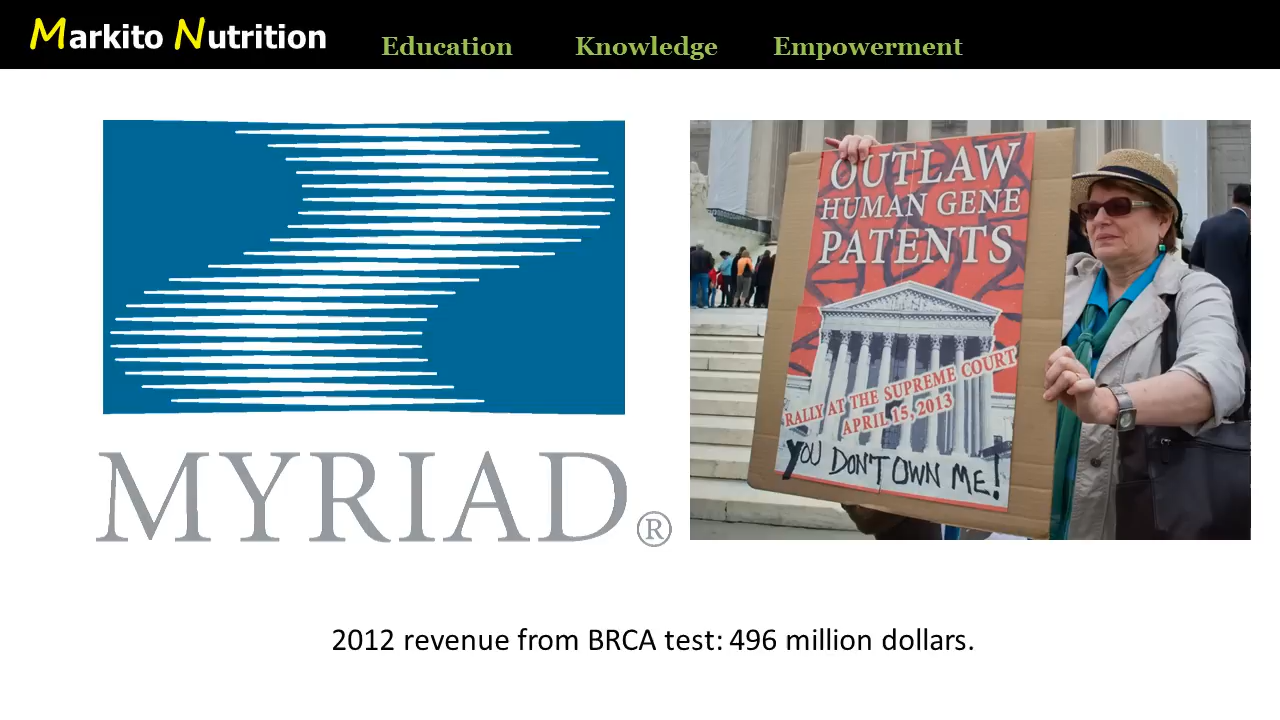 Markito Nutrition
Education Knowledge Empowerment
MYRIAD®
OUTLAW
HUMAN GENE
PATENTS
RALLY AT THE SUPREME COURT
APRIL 15, 2013
YOU DON'T OWN ME!
2012 revenue from BRCA test: 496 million dollars.